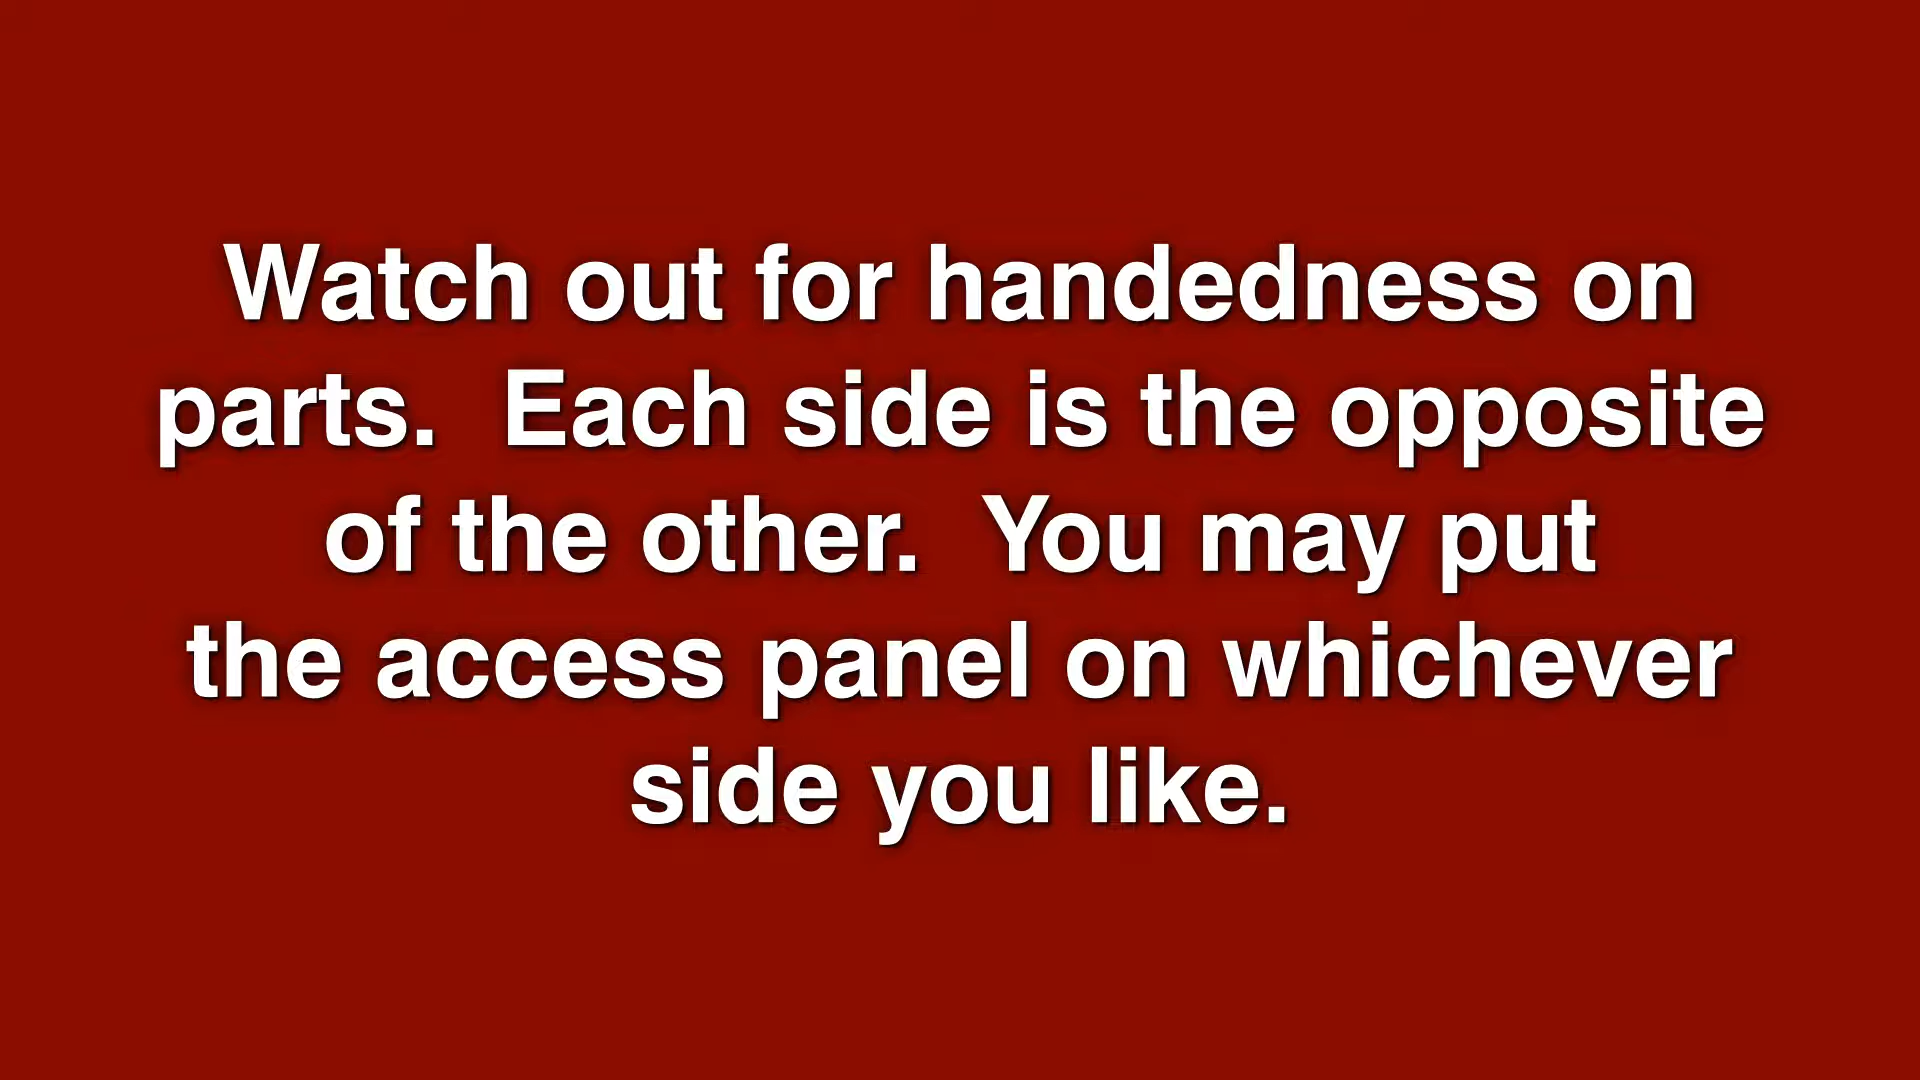 Watch out for handedness on
parts.  Each side is the opposite
of the other.  You may put
the access panel on whichever
side you like.